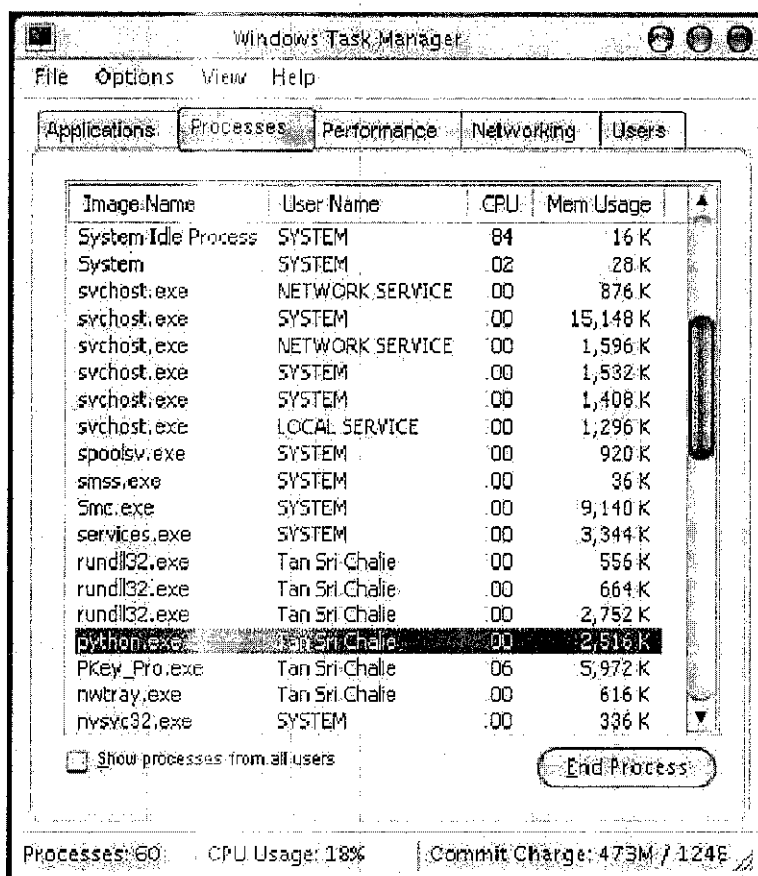 Windows Task Manager
File Options View Help
Applications Processes Performance Networking Users
Image Name User Name CPU Mem Usage
System Idle Process SYSTEM 84 16 K
System SYSTEM 02 28 K
svchost.exe NETWORK SERVICE 00 876 K
svchost.exe SYSTEM 00 15,148 K
svchost.exe NETWORK SERVICE 00 1,596 K
svchost.exe SYSTEM 00 1,532 K
svchost.exe SYSTEM 00 1,408 K
svchost.exe LOCAL SERVICE 00 1,296 K
spoolsv.exe SYSTEM 00 920 K
smss.exe SYSTEM 00 36 K
Smc.exe SYSTEM 00 9,140 K
services.exe SYSTEM 00 3,344 K
rundll32.exe Tan Sri Chalie 00 556 K
rundll32.exe Tan Sri Chalie 00 664 K
rundll32.exe Tan Sri Chalie 00 2,752 K
python.exe Tan Sri Chalie 00 2,516 K
PKey_Pro.exe Tan Sri Chalie 06 5,972 K
nwtray.exe Tan Sri Chalie 00 616 K
nvsvc32.exe SYSTEM 00 336 K
Show processes from all users
End Process
Processes: 60 CPU Usage: 18% Commit Charge: 473M / 1248